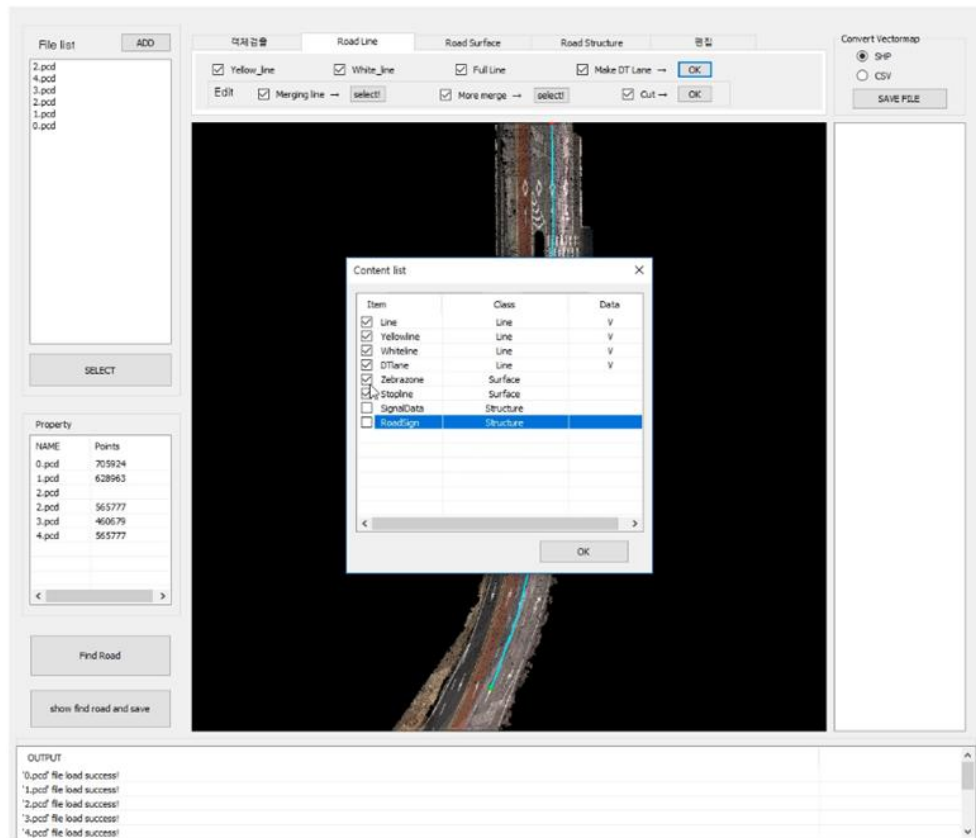 File list
ADD
2.pcd
4.pcd
3.pcd
2.pcd
1.pcd
0.pcd
SELECT
Property
NAME Points
0.pcd 705924
1.pcd 628963
2.pcd
2.pcd 565777
3.pcd 460679
4.pcd 565777
Find Road
show find road and save
객체검출 Road Line Road Surface Road Structure 편집
Yellow_line White_line Full Line Make DT Lane → OK
Edit Merging line → select! More merge → select! Cut → OK
Content list
Item Class Data
Line Line V
Yellowline Line V
Whiteline Line V
DTlane Line V
Zebrazone Surface
Stopline Surface
SignalData Structure
RoadSign Structure
OK
Convert Vectormap
SHP
CSV
SAVE FILE
OUTPUT
'0.pcd' file load success!
'1.pcd' file load success!
'2.pcd' file load success!
'3.pcd' file load success!
'4.pcd' file load success!